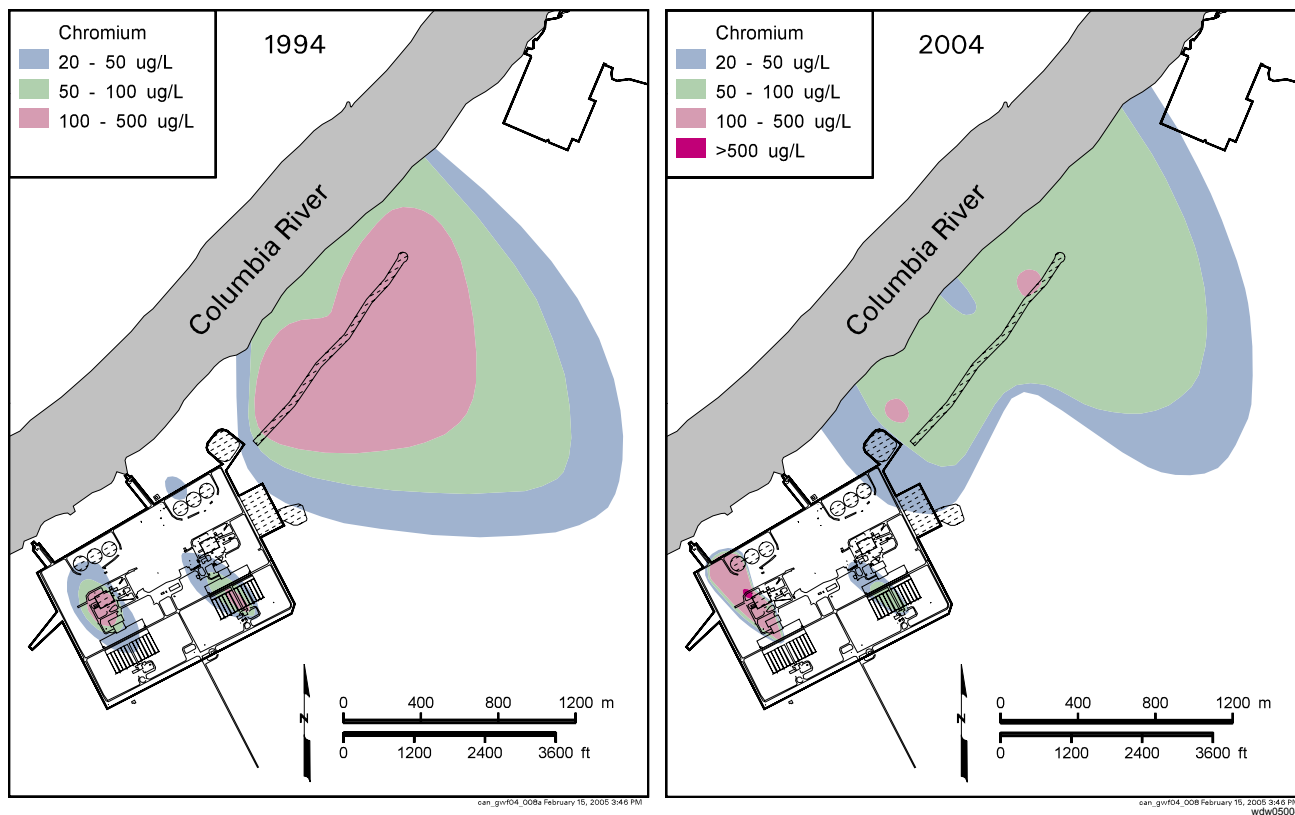 Chromium
20 - 50 ug/L
50 - 100 ug/L
100 - 500 ug/L
1994
Columbia River
N
0 400 800 1200 m
0 1200 2400 3600 ft
can_gwf04_008a February 15, 2005 3:46 PM
Chromium
20 - 50 ug/L
50 - 100 ug/L
100 - 500 ug/L
>500 ug/L
2004
Columbia River
N
0 400 800 1200 m
0 1200 2400 3600 ft
can_gwf04_008 February 15, 2005 3:46 PM